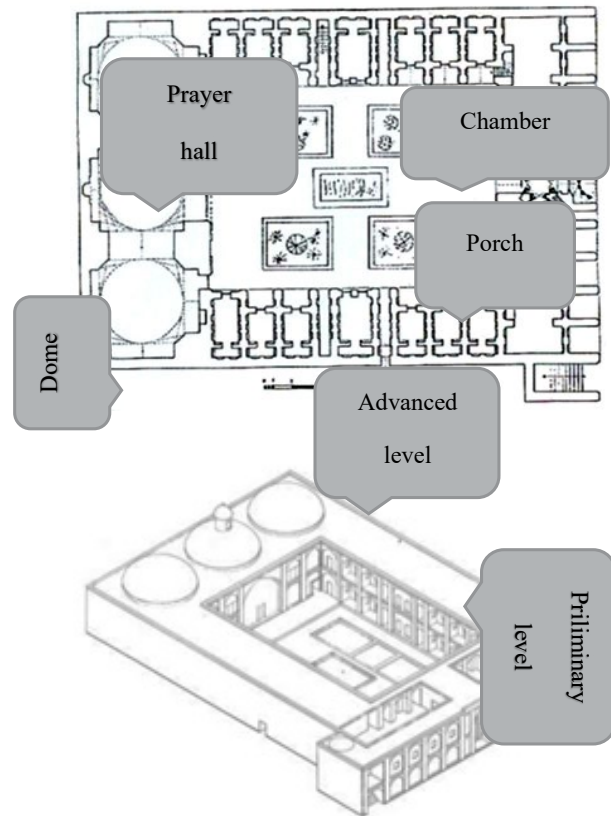 Prayer
hall
Chamber
Porch
Dome
Advanced
level
Priliminary
level